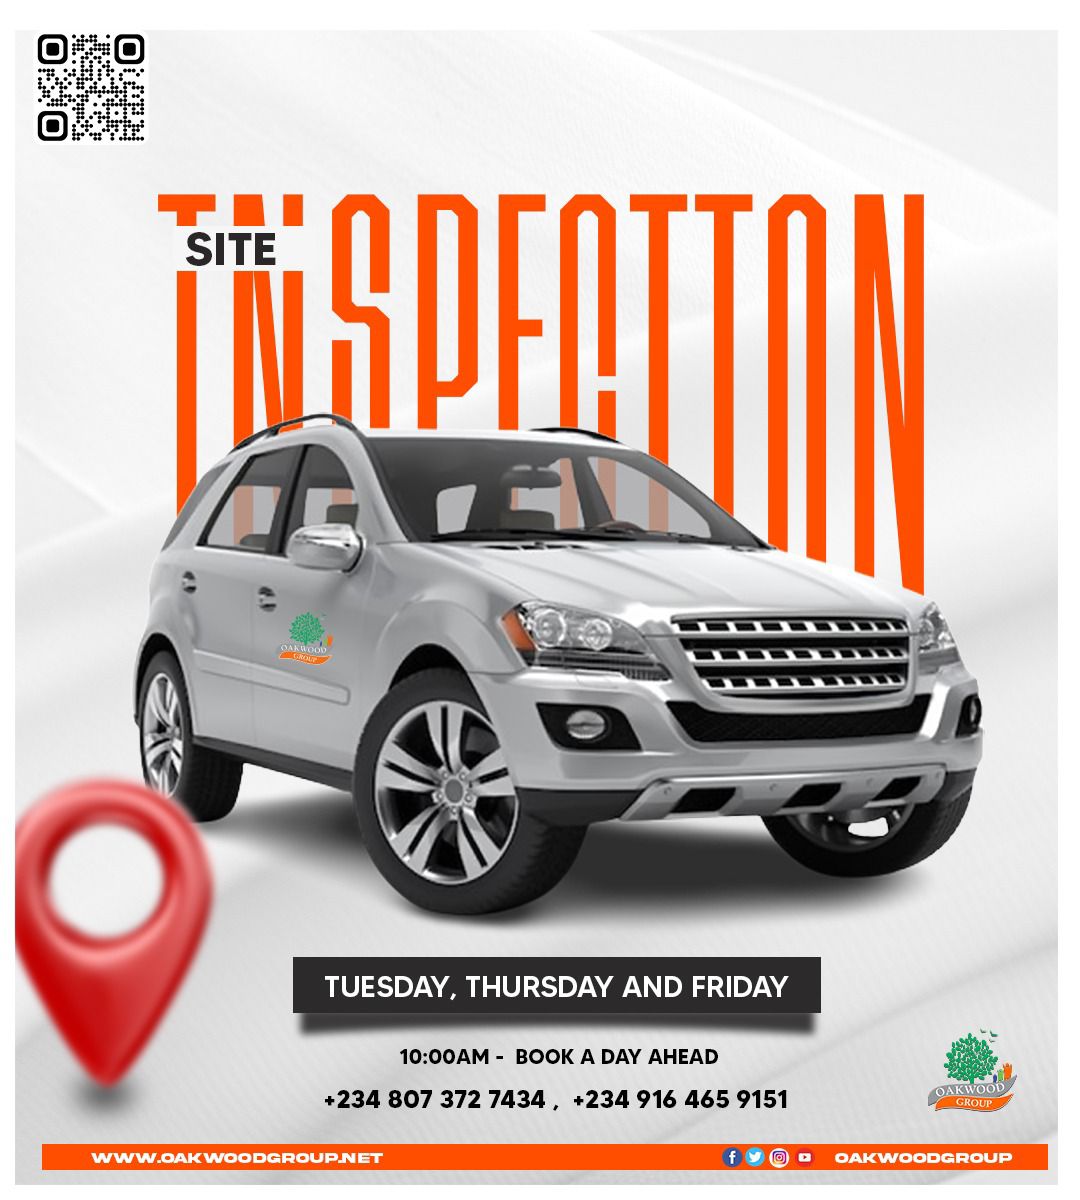 SITE
INSPECTION
OAKWOOD
GROUP
TUESDAY, THURSDAY AND FRIDAY
10:00AM - BOOK A DAY AHEAD
+234 807 372 7434 , +234 916 465 9151
OAKWOOD
GROUP
WWW.OAKWOODGROUP.NET
OAKWOODGROUP